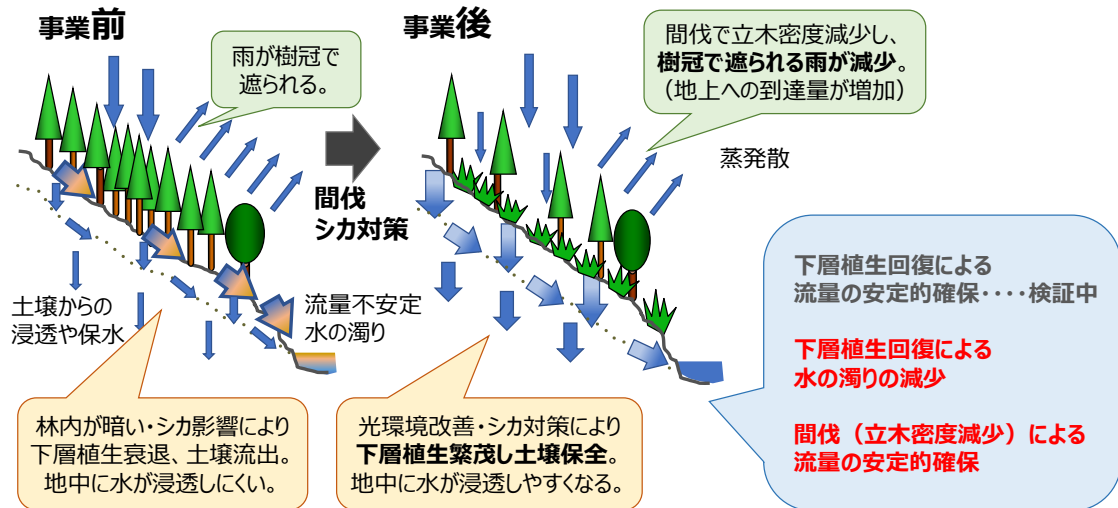 事業前
雨が樹冠で
遮られる。
間伐
シカ対策
土壌からの
浸透や保水
流量不安定
水の濁り
林内が暗い・シカ影響により
下層植生衰退、土壌流出。
地中に水が浸透しにくい。
事業後
間伐で立木密度減少し、
樹冠で遮られる雨が減少。
（地上への到達量が増加）
蒸発散
光環境改善・シカ対策により
下層植生繁茂し土壌保全。
地中に水が浸透しやすくなる。
下層植生回復による
流量の安定的確保‥‥検証中
下層植生回復による
水の濁りの減少
間伐（立木密度減少）による
流量の安定的確保